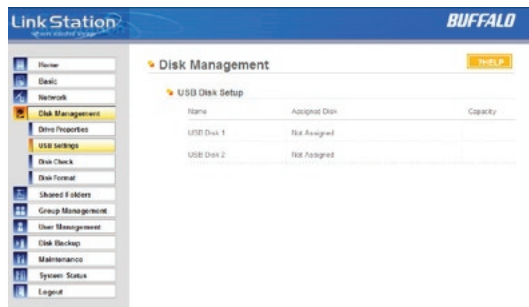 Link Station
BUFFALO
Home
Basic
Network
Disk Management
Drive Properties
USB Settings
Disk Check
Disk Format
Shared Folders
Group Management
User Management
Disk Backup
Maintenance
System Status
Logout
Disk Management
?HELP
USB Disk Setup
Name Assigned Disk Capacity
USB Disk 1 Not Assigned
USB Disk 2 Not Assigned